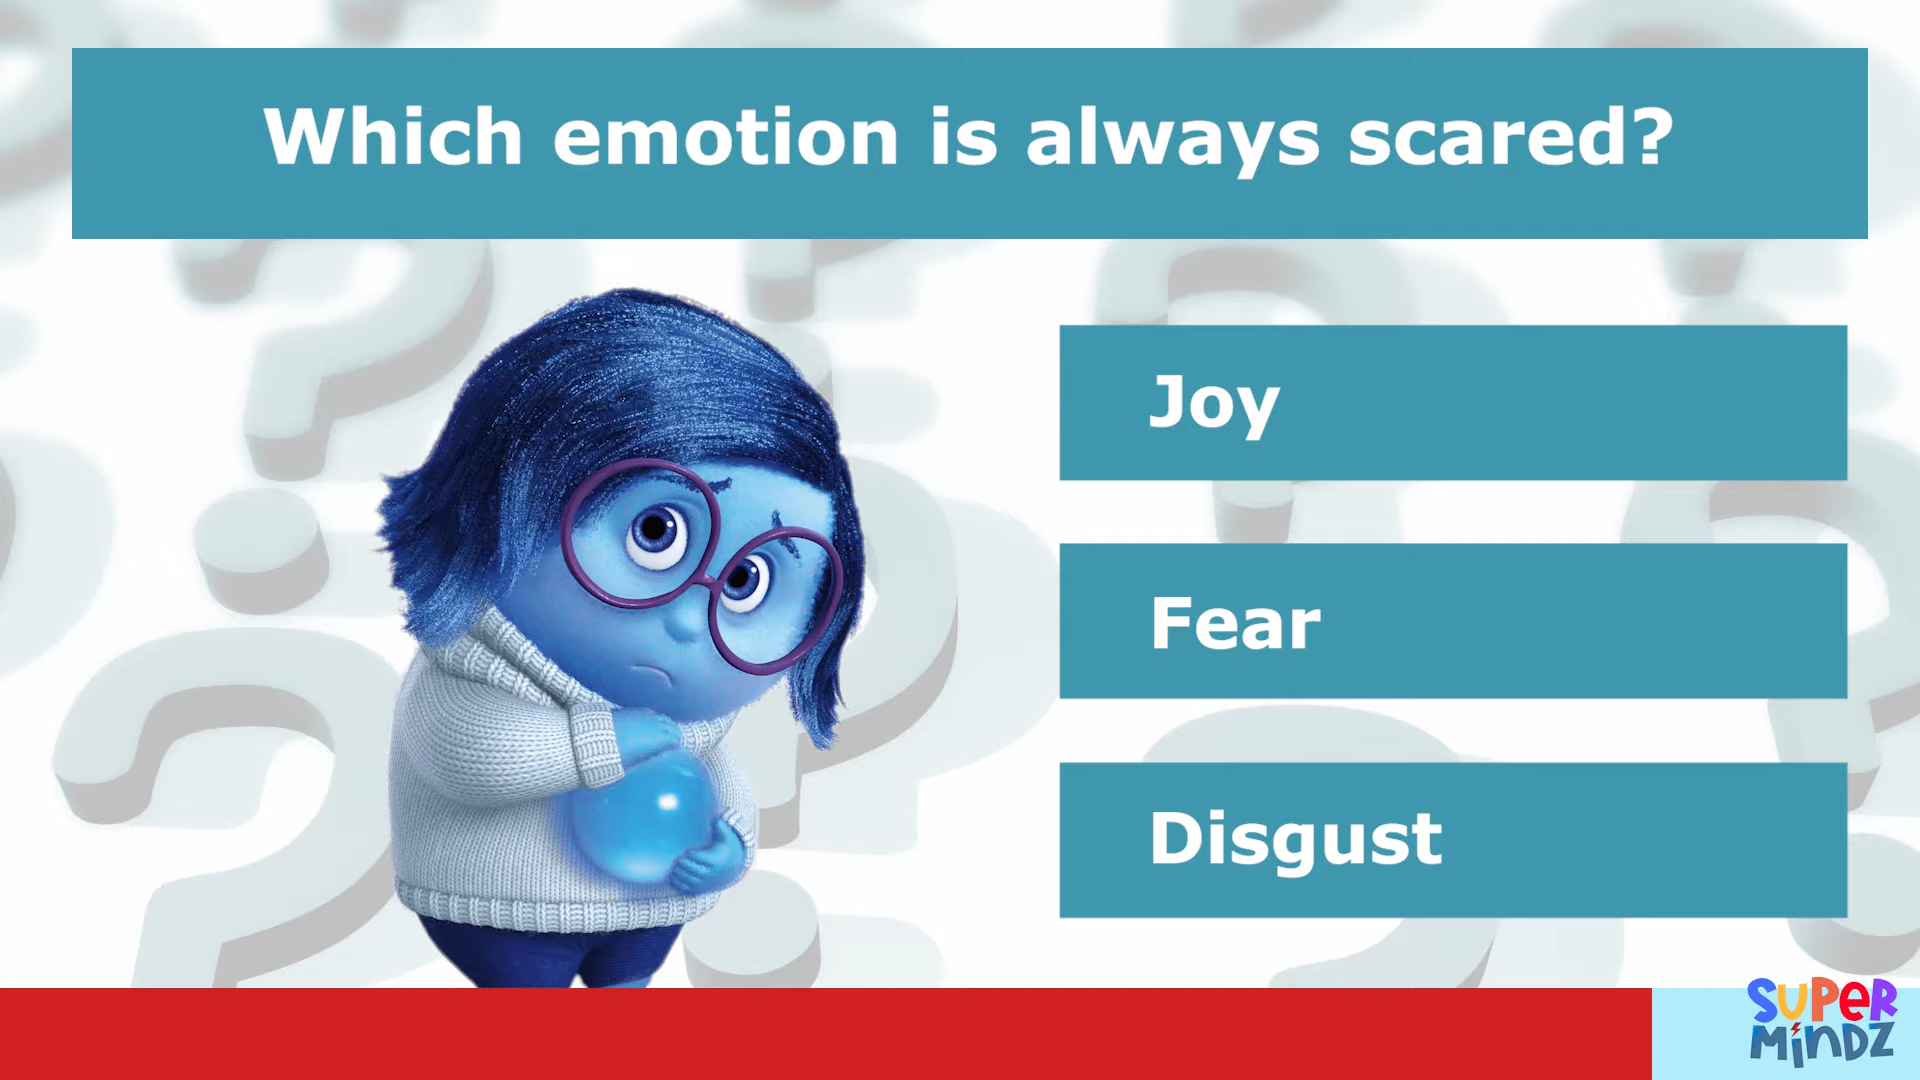 Which emotion is always scared?
Joy
Fear
Disgust
SUPER
MINDZ